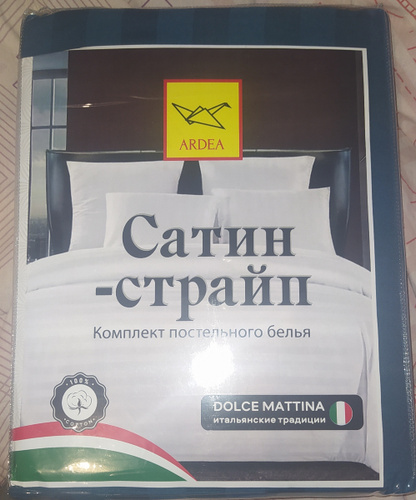 ARDEA
Сатин
-страйп
Комплект постельного белья
100%
COTTON
DOLCE MATTINA
итальянские традиции